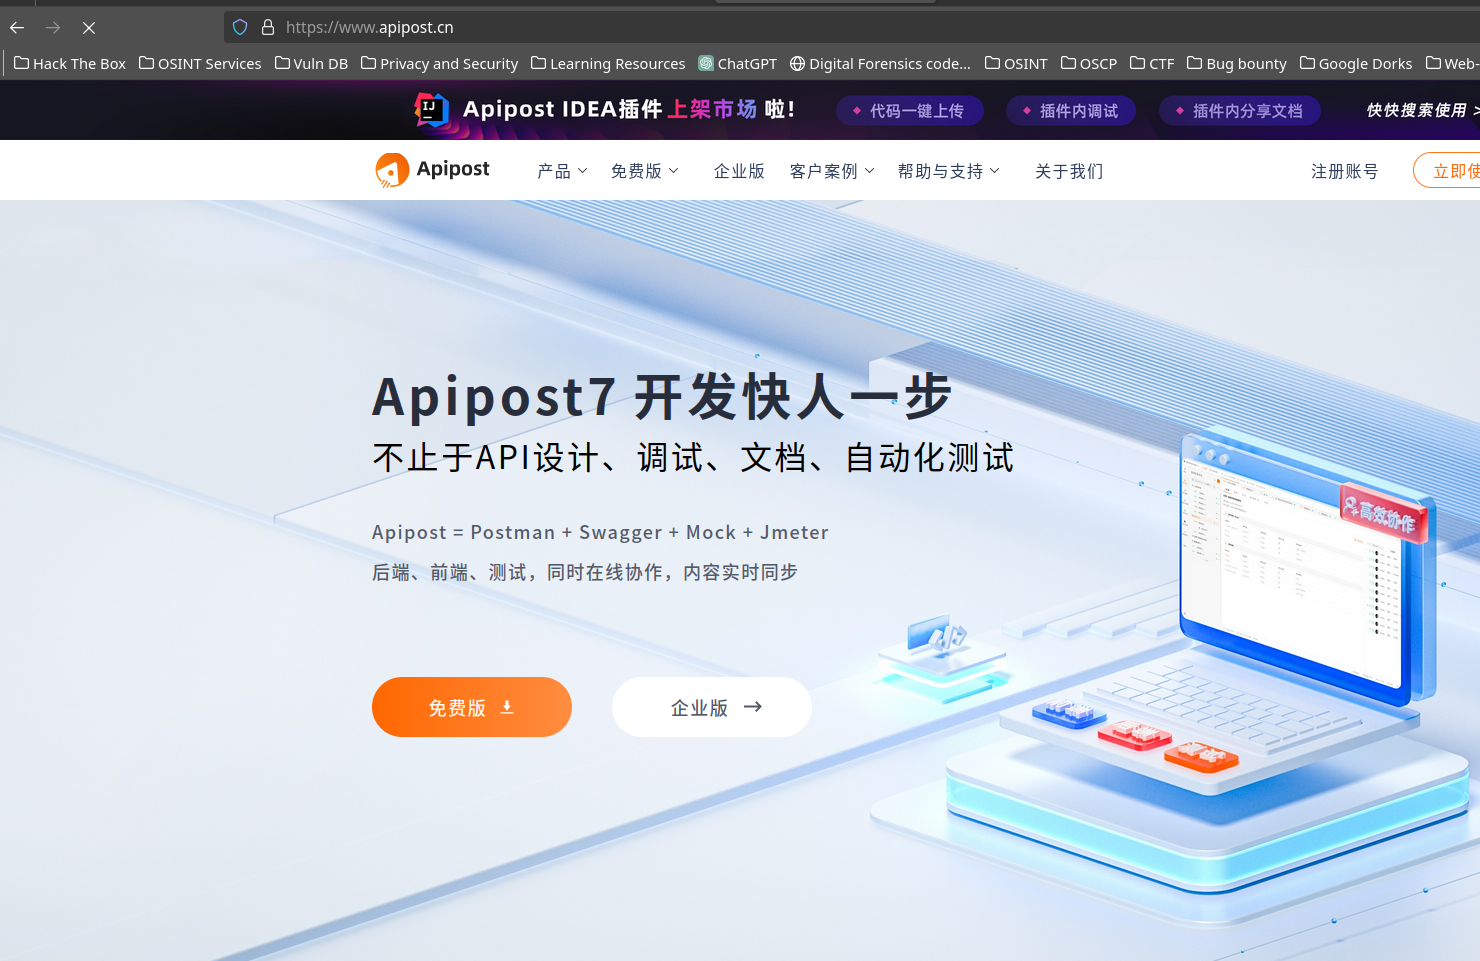 https://www.apipost.cn
Hack The Box OSINT Services Vuln DB Privacy and Security Learning Resources ChatGPT Digital Forensics code... OSINT OSCP CTF Bug bounty Google Dorks Web-
IJ Apipost IDEA插件 上架市场 啦! 代码一键上传 插件内调试 插件内分享文档 快快搜索使用 >
Apipost 产品 免费版 企业版 客户案例 帮助与支持 关于我们 注册账号 立即使
Apipost7 开发快人一步
不止于API设计、调试、文档、自动化测试
Apipost = Postman + Swagger + Mock + Jmeter
后端、前端、测试，同时在线协作，内容实时同步
高效协作
免费版 企业版